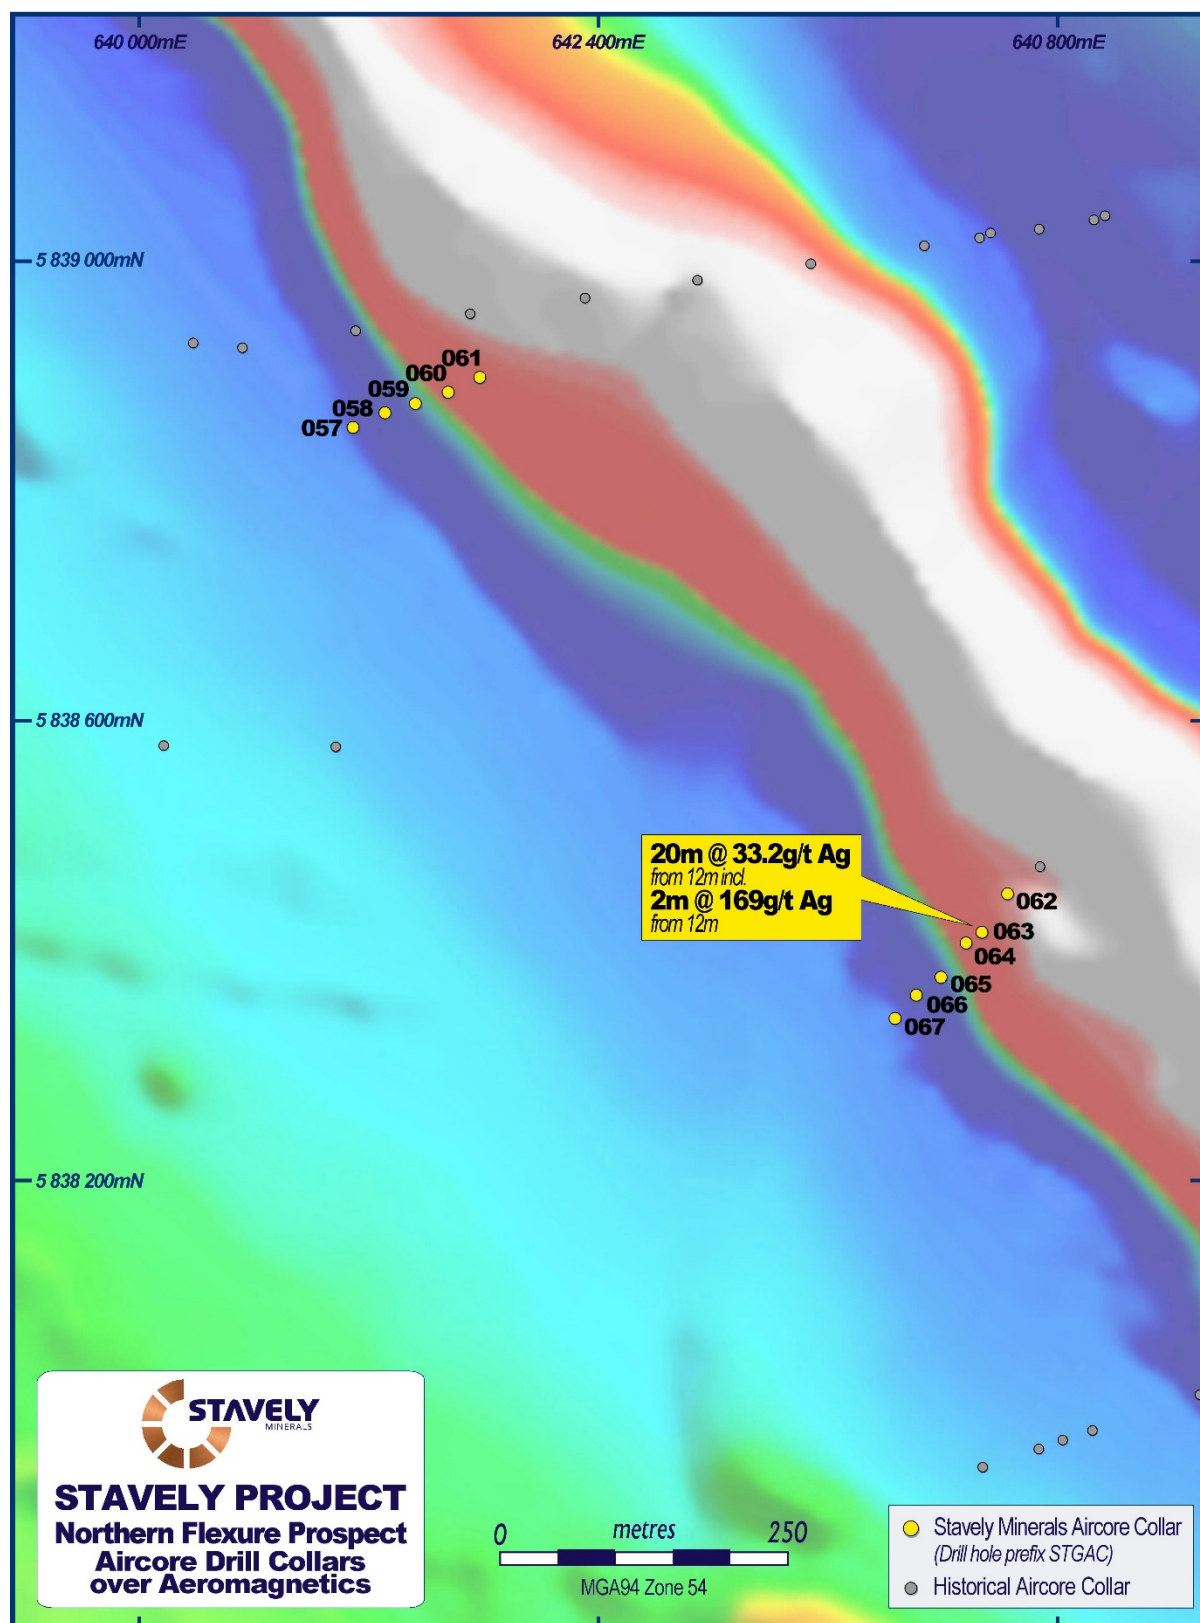 640 000mE
642 400mE
640 800mE
5 839 000mN
061
060
059
058
057
5 838 600mN
20m @ 33.2g/t Ag
from 12m incl.
2m @ 169g/t Ag
from 12m
062
063
064
065
066
067
5 838 200mN
STAVELY
MINERALS
STAVELY PROJECT
Northern Flexure Prospect
Aircore Drill Collars
over Aeromagnetics
0 metres 250
MGA94 Zone 54
Stavely Minerals Aircore Collar
(Drill hole prefix STGAC)
Historical Aircore Collar